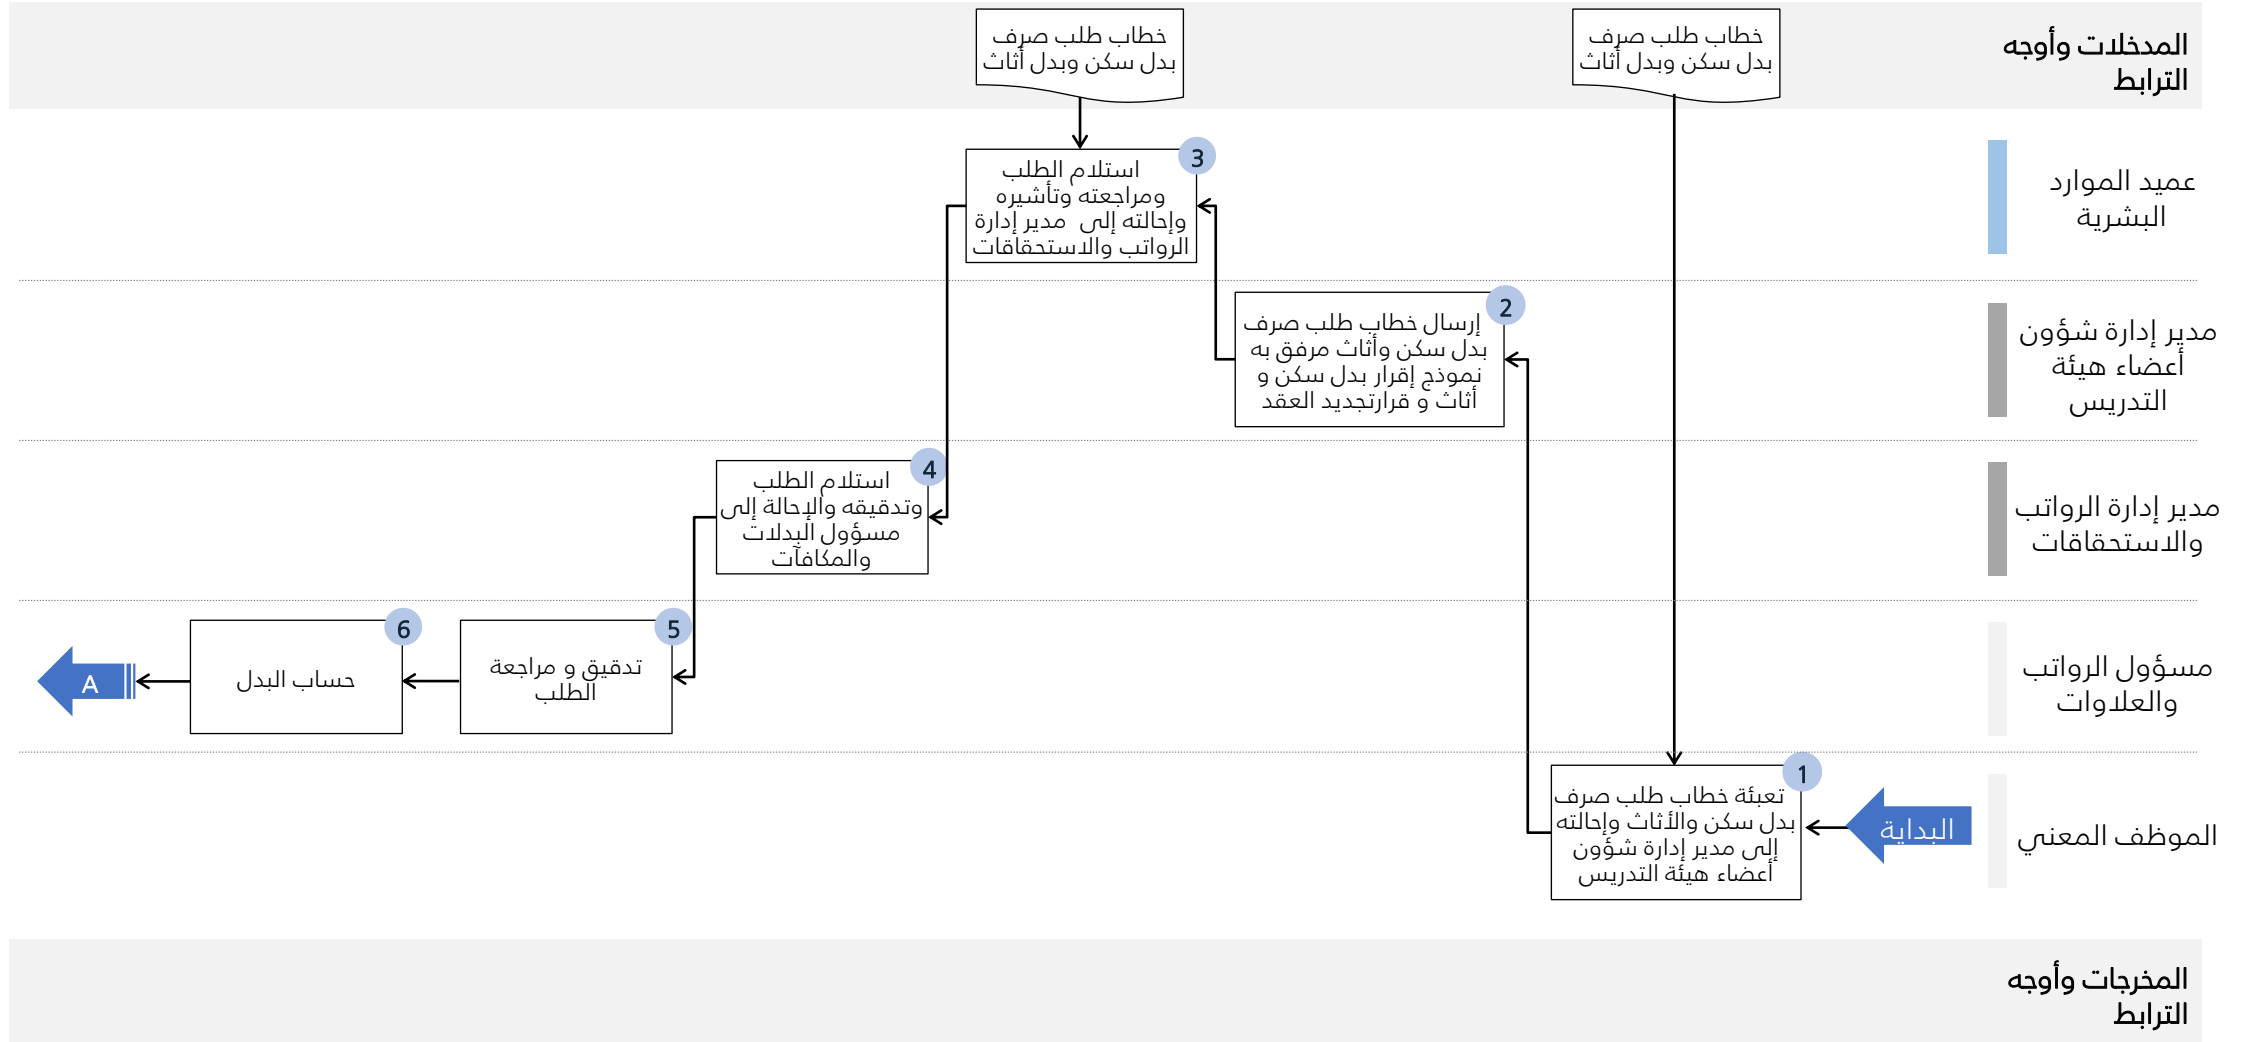 المدخلات وأوجه
الترابط
خطاب طلب صرف
بدل سكن وبدل أثاث
خطاب طلب صرف
بدل سكن وبدل أثاث
عميد الموارد
البشرية
3
استلام الطلب
ومراجعته وتأشيره
وإحالته إلى مدير إدارة
الرواتب والاستحقاقات
مدير إدارة شؤون
أعضاء هيئة
التدريس
2
إرسال خطاب طلب صرف
بدل سكن وأثاث مرفق به
نموذج إقرار بدل سكن و
أثاث و قرارتجديد العقد
مدير إدارة الرواتب
والاستحقاقات
4
استلام الطلب
وتدقيقه والإحالة إلى
مسؤول البدلات
والمكافآت
مسؤول الرواتب
والعلاوات
5
تدقيق و مراجعة
الطلب
6
حساب البدل
A
الموظف المعني
البداية
1
تعبئة خطاب طلب صرف
بدل سكن والأثاث وإحالته
إلى مدير إدارة شؤون
أعضاء هيئة التدريس
المخرجات وأوجه
الترابط